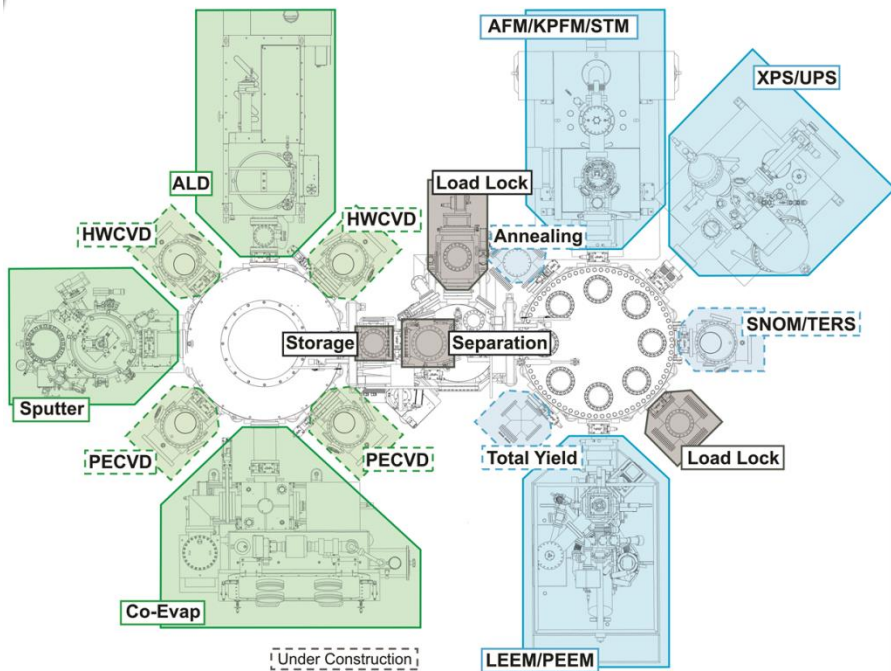 AFM/KPFM/STM
XPS/UPS
ALD
Load Lock
HWCVD
HWCVD
Annealing
Storage
Separation
SNOM/TERS
Sputter
PECVD
PECVD
Total Yield
Load Lock
Co-Evap
Under Construction
LEEM/PEEM